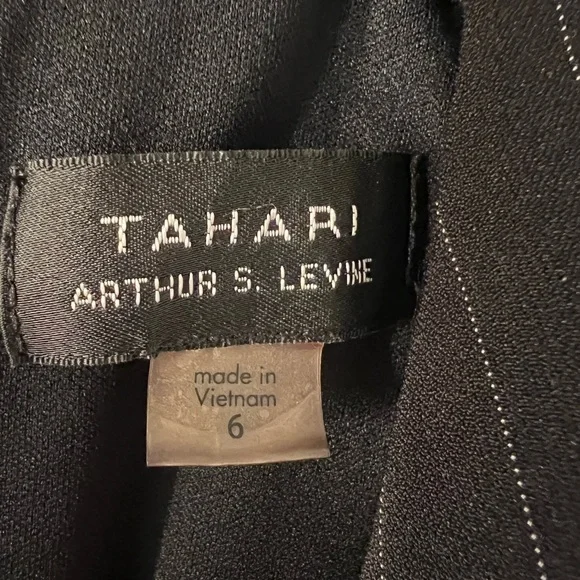 TAHARI
ARTHUR S. LEVINE
made in
Vietnam
6